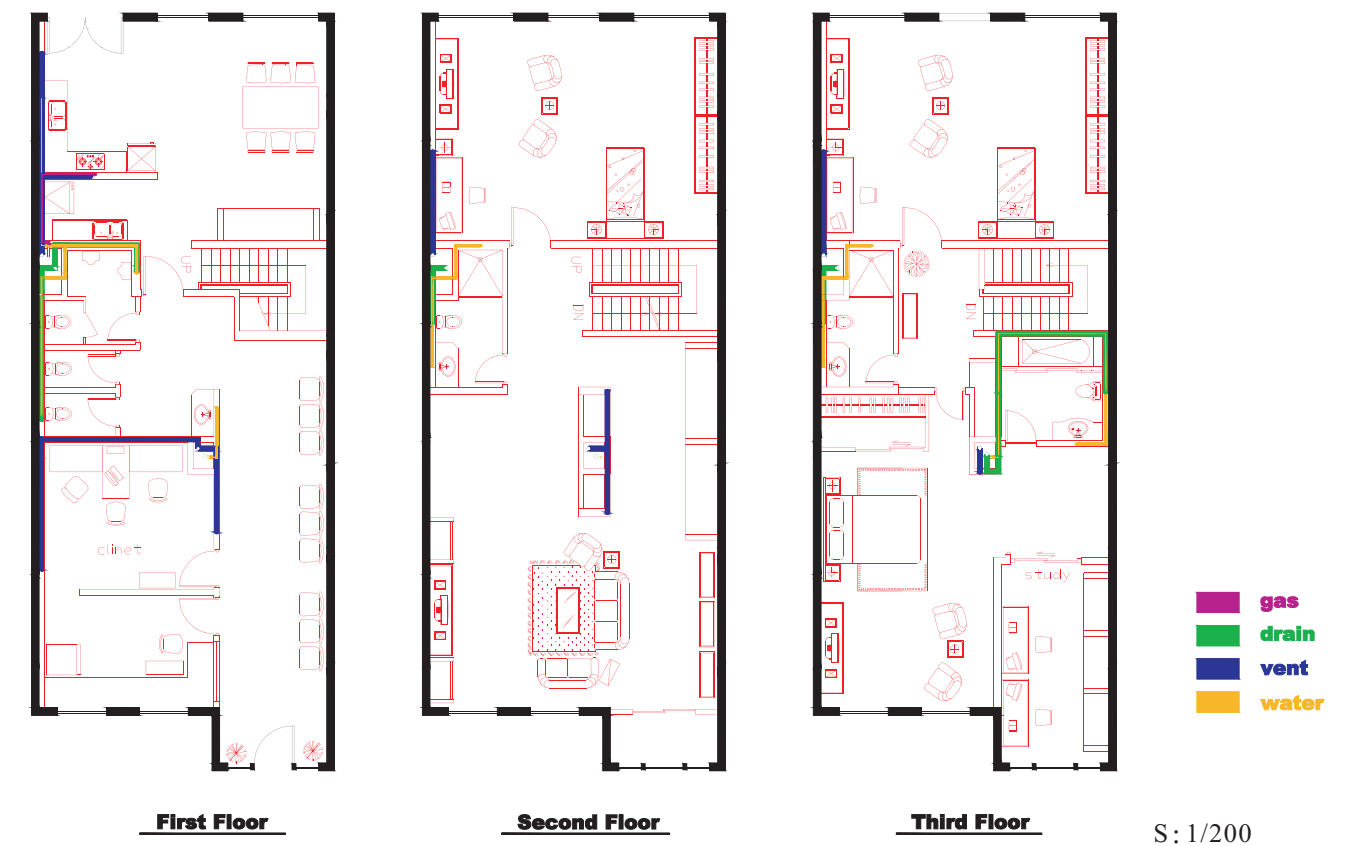 UP
clinet
UP
DN
DN
study
gas
drain
vent
water
First Floor
Second Floor
Third Floor
S: 1/200